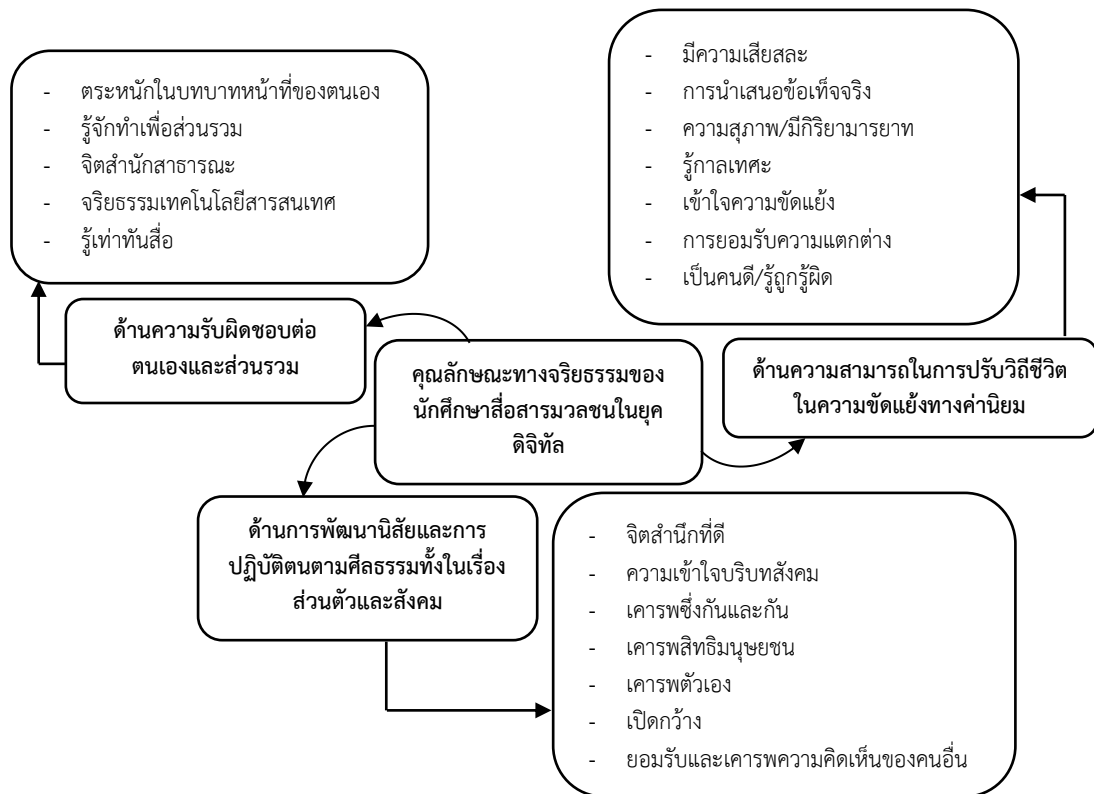 - ตระหนักในบทบาทหน้าที่ของตนเอง
- รู้จักทำเพื่อส่วนรวม
- จิตสำนักสาธารณะ
- จริยธรรมเทคโนโลยีสารสนเทศ
- รู้เท่าทันสื่อ
- มีความเสียสละ
- การนำเสนอข้อเท็จจริง
- ความสุภาพ/มีกิริยามารยาท
- รู้กาลเทศะ
- เข้าใจความขัดแย้ง
- การยอมรับความแตกต่าง
- เป็นคนดี/รู้ถูกรู้ผิด
ด้านความรับผิดชอบต่อ
ตนเองและส่วนรวม
คุณลักษณะทางจริยธรรมของ
นักศึกษาสื่อสารมวลชนในยุค
ดิจิทัล
ด้านความสามารถในการปรับวิถีชีวิต
ในความขัดแย้งทางค่านิยม
ด้านการพัฒนานิสัยและการ
ปฏิบัติตนตามศีลธรรมทั้งในเรื่อง
ส่วนตัวและสังคม
- จิตสำนึกที่ดี
- ความเข้าใจบริบทสังคม
- เคารพซึ่งกันและกัน
- เคารพสิทธิมนุษยชน
- เคารพตัวเอง
- เปิดกว้าง
- ยอมรับและเคารพความคิดเห็นของคนอื่น